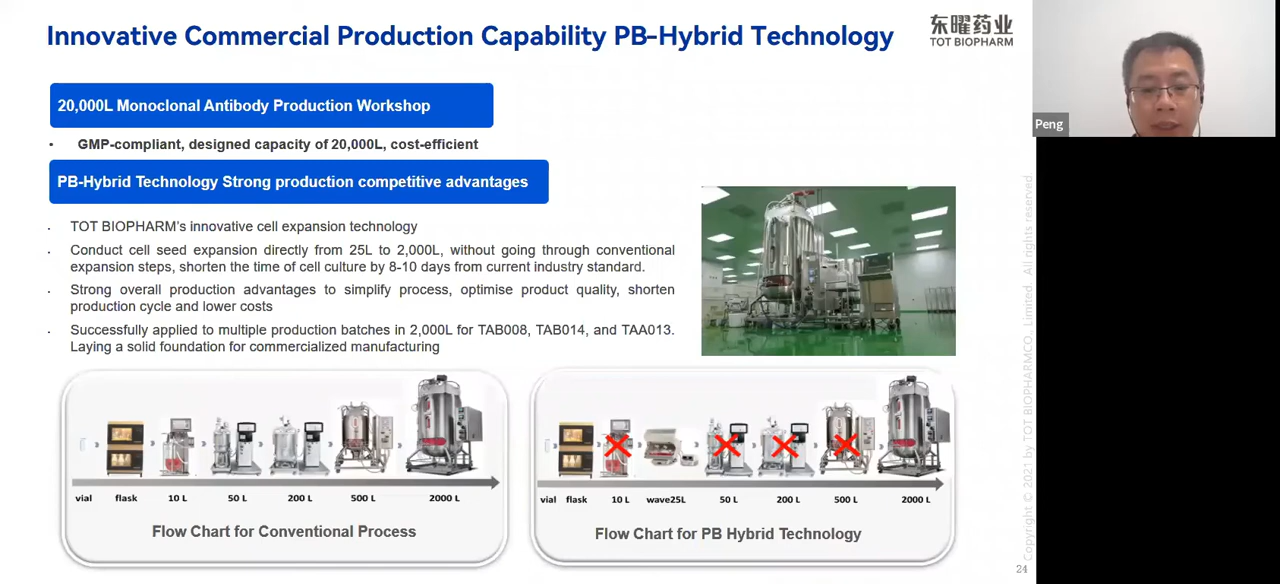 Innovative Commercial Production Capability PB-Hybrid Technology
东曜药业
TOT BIOPHARM
Peng
20,000L Monoclonal Antibody Production Workshop
• GMP-compliant, designed capacity of 20,000L, cost-efficient
PB-Hybrid Technology Strong production competitive advantages
• TOT BIOPHARM's innovative cell expansion technology
• Conduct cell seed expansion directly from 25L to 2,000L, without going through conventional
expansion steps, shorten the time of cell culture by 8-10 days from current industry standard.
• Strong overall production advantages to simplify process, optimise product quality, shorten
production cycle and lower costs
• Successfully applied to multiple production batches in 2,000L for TAB008, TAB014, and TAA013.
Laying a solid foundation for commercialized manufacturing
vial flask 10 L 50 L 200 L 500 L 2000 L
Flow Chart for Conventional Process
vial flask 10 L wave25L 50 L 200 L 500 L 2000 L
Flow Chart for PB Hybrid Technology
Copyright © 2021 by TOT BIOPHARMCO., Limited. All rights reserved.
24